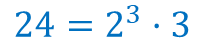 24 = 2³ · 3